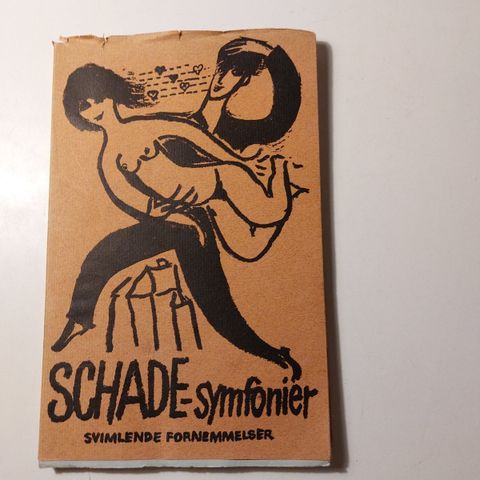 SCHADE-symfonier
SVIMLENDE FORNEMMELSER